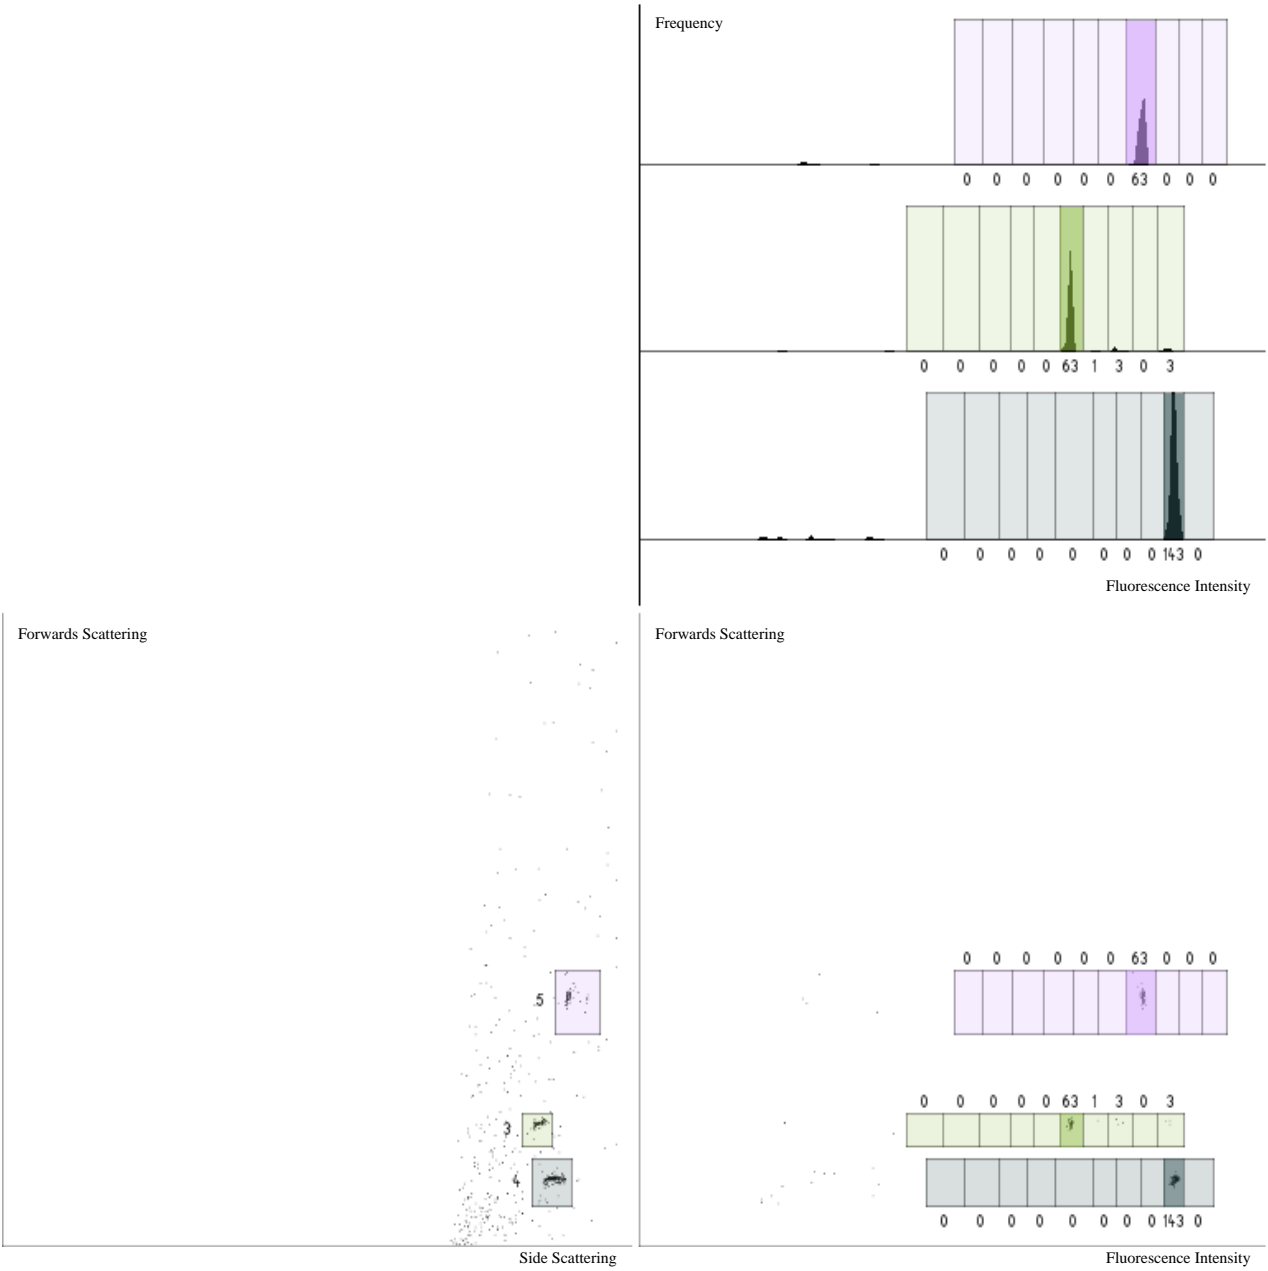 Frequency
0 0 0 0 0 0 63 0 0 0
0 0 0 0 0 63 1 3 0 3
0 0 0 0 0 0 0 0 143 0
Fluorescence Intensity
Forwards Scattering
5
3
4
Side Scattering
Forwards Scattering
0 0 0 0 0 0 63 0 0 0
0 0 0 0 0 63 1 3 0 3
0 0 0 0 0 0 0 0 143 0
Fluorescence Intensity